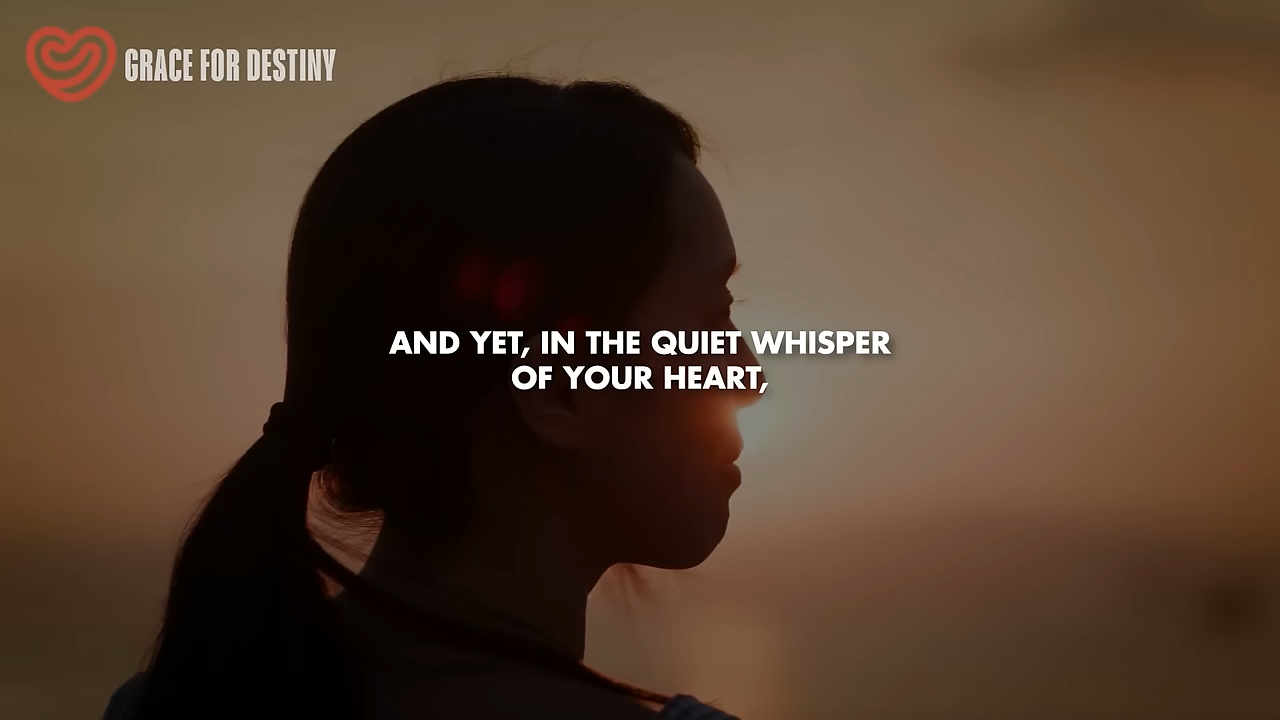 GRACE FOR DESTINY
AND YET, IN THE QUIET WHISPER
OF YOUR HEART,